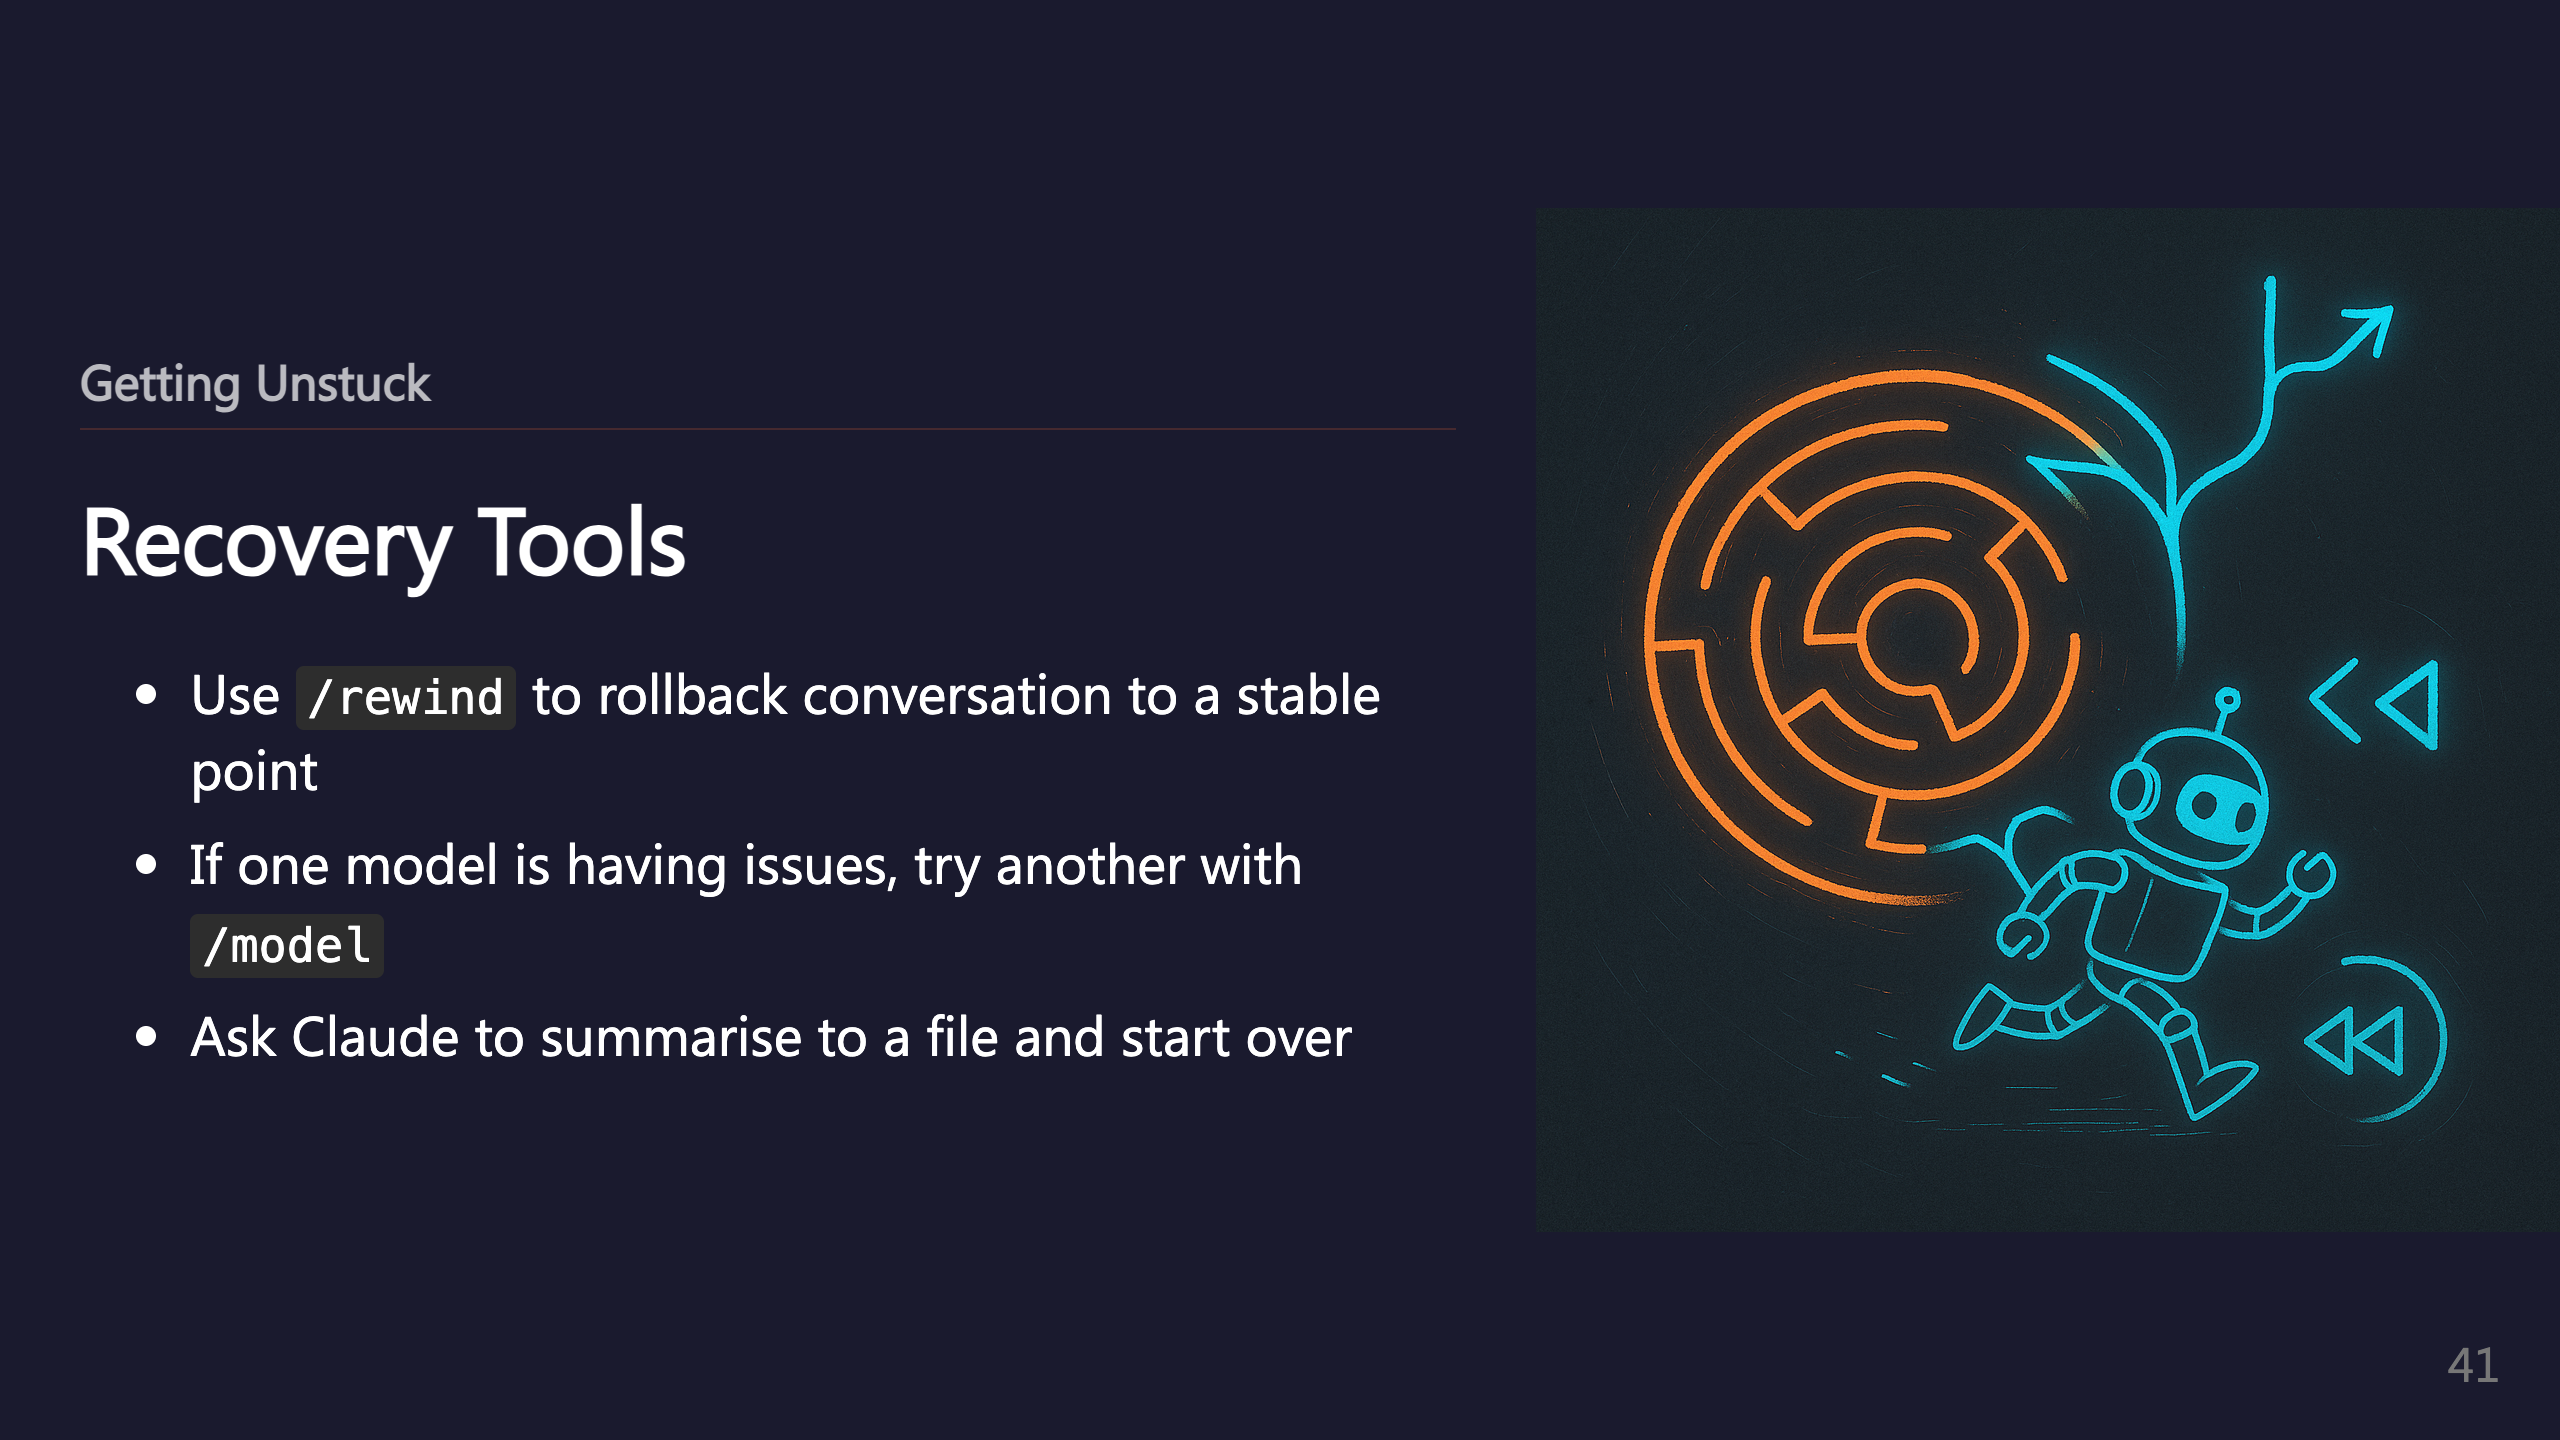 Getting Unstuck
Recovery Tools
• Use /rewind to rollback conversation to a stable
point
• If one model is having issues, try another with
/model
• Ask Claude to summarise to a file and start over
41